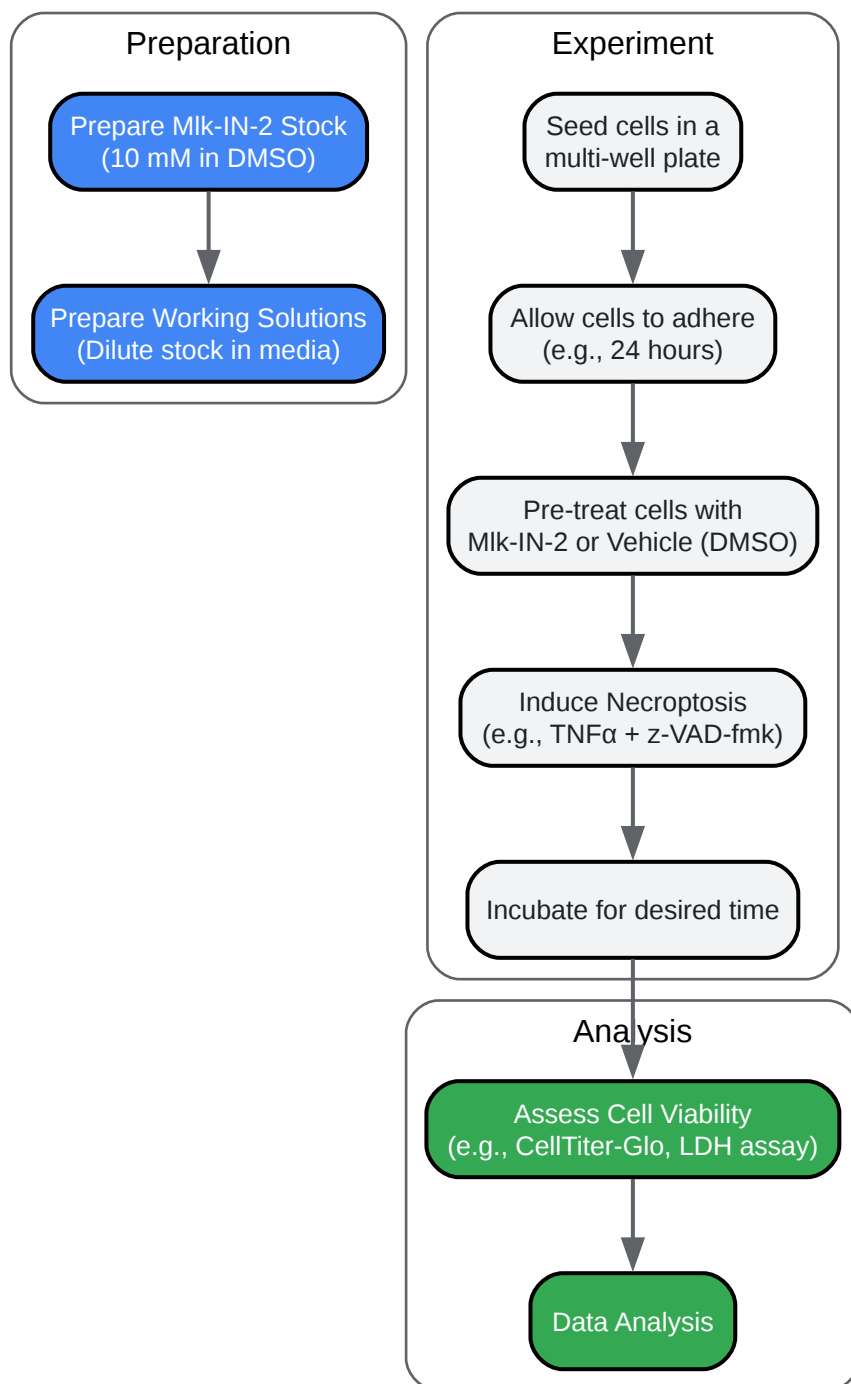 Preparation
Prepare Mlk-IN-2 Stock
(10 mM in DMSO)
Prepare Working Solutions
(Dilute stock in media)
Experiment
Seed cells in a
multi-well plate
Allow cells to adhere
(e.g., 24 hours)
Pre-treat cells with
Mlk-IN-2 or Vehicle (DMSO)
Induce Necroptosis
(e.g., TNFα + z-VAD-fmk)
Incubate for desired time
Analysis
Assess Cell Viability
(e.g., CellTiter-Glo, LDH assay)
Data Analysis